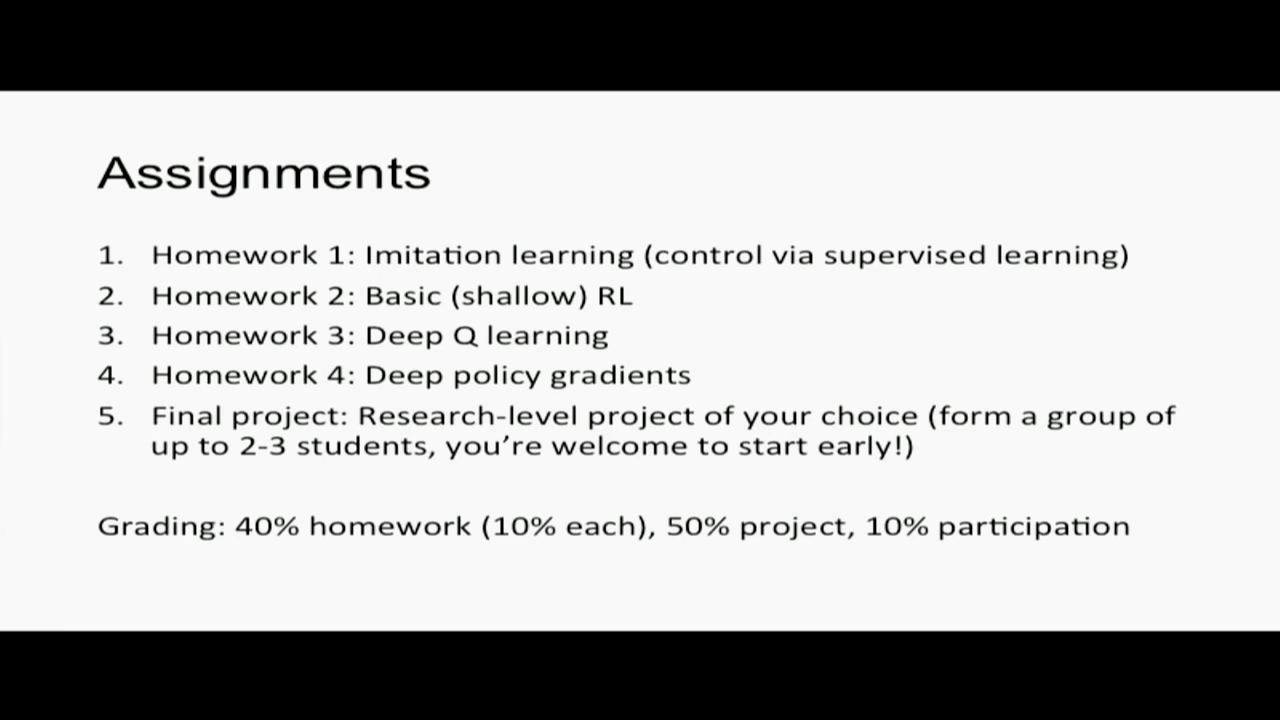 Assignments
1. Homework 1: Imitation learning (control via supervised learning)
2. Homework 2: Basic (shallow) RL
3. Homework 3: Deep Q learning
4. Homework 4: Deep policy gradients
5. Final project: Research-level project of your choice (form a group of
up to 2-3 students, you’re welcome to start early!)
Grading: 40% homework (10% each), 50% project, 10% participation